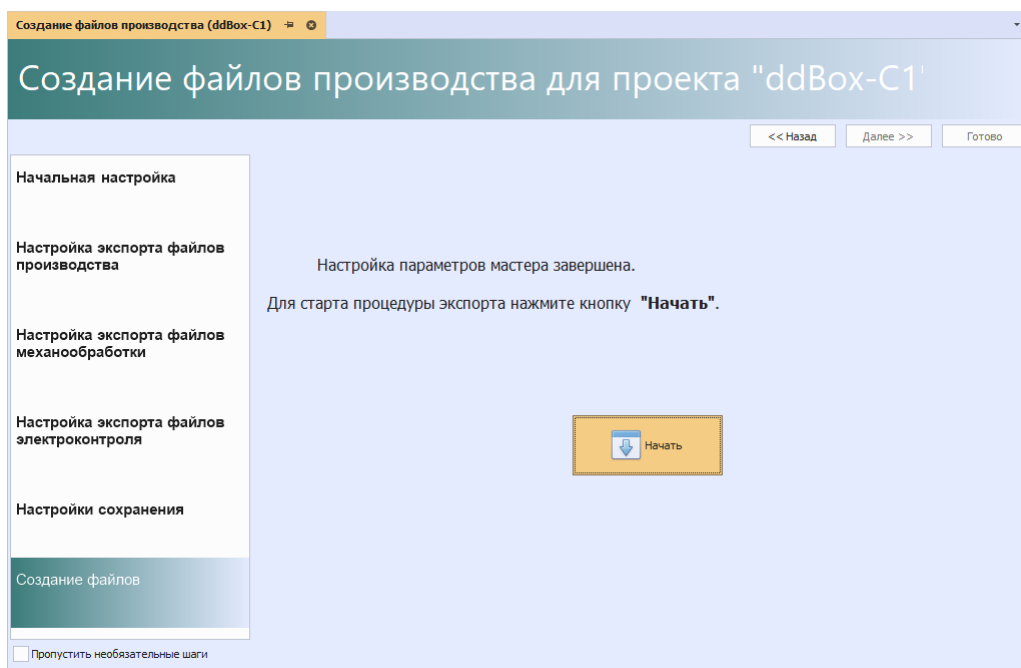 Создание файлов производства (ddBox-C1)
Создание файлов производства для проекта "ddBox-C1"
<< Назад Далее >> Готово
Начальная настройка
Настройка экспорта файлов
производства
Настройка параметров мастера завершена.
Для старта процедуры экспорта нажмите кнопку "Начать".
Настройка экспорта файлов
механообработки
Настройка экспорта файлов
электроконтроля
Начать
Настройки сохранения
Создание файлов
Пропустить необязательные шаги